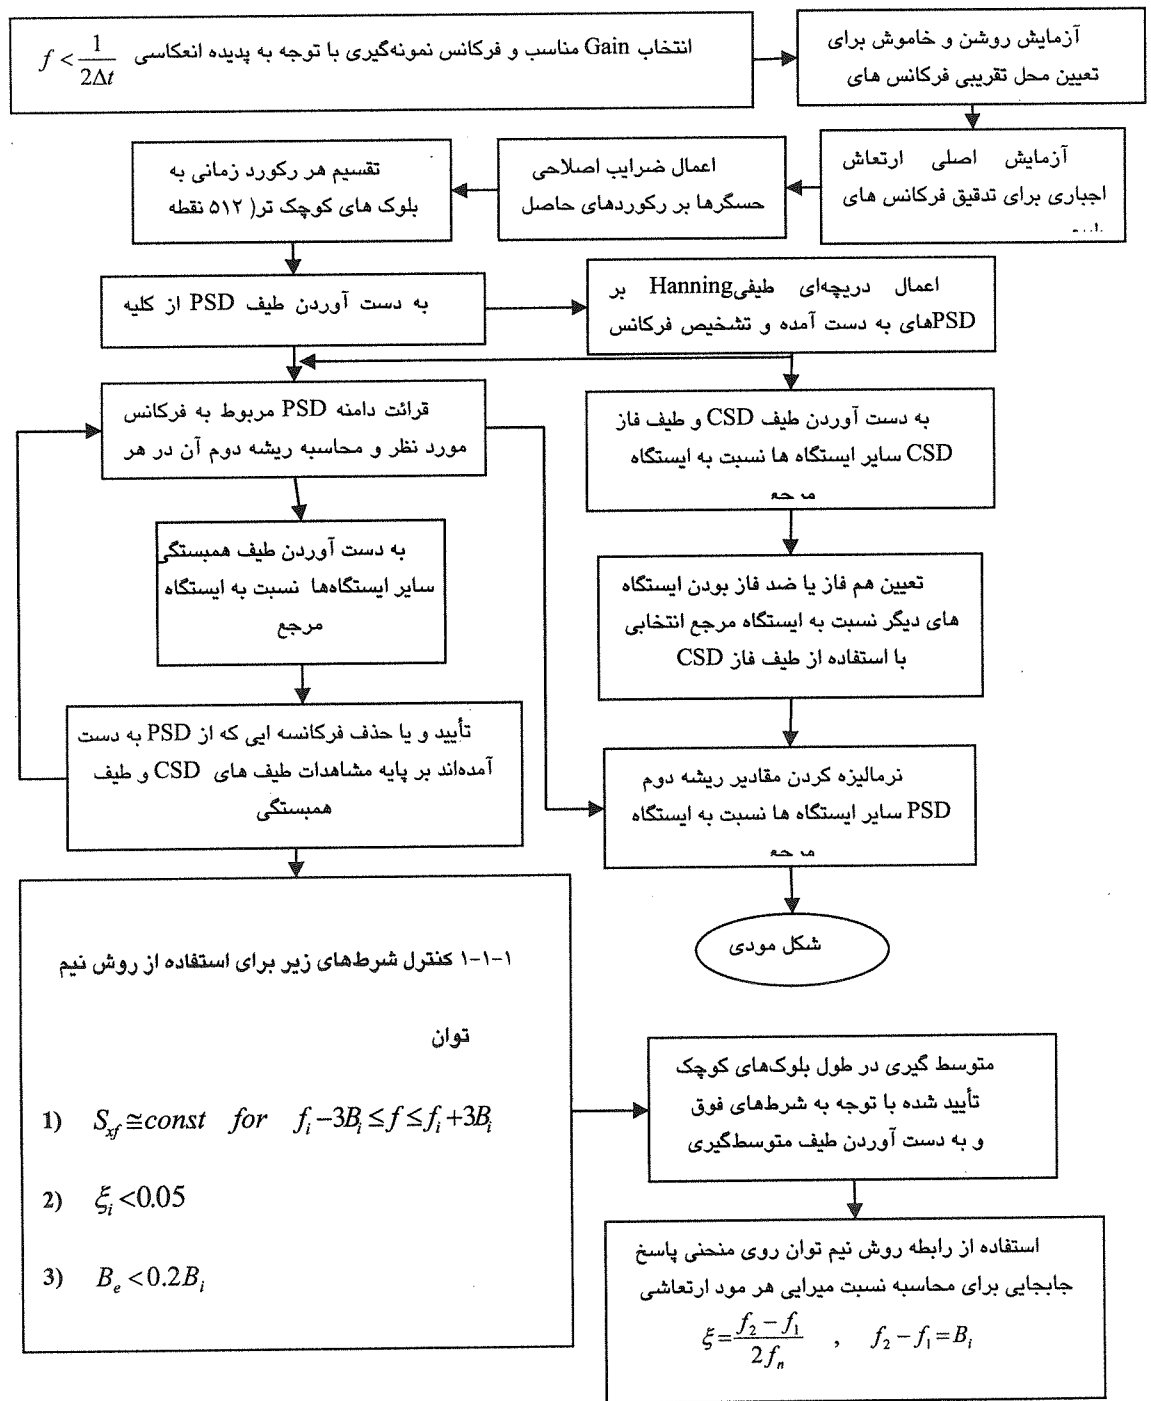 انتخاب Gain مناسب و فرکانس نمونه‌گیری با توجه به پدیده انعکاسی f < 1/2Δt
آزمایش روشن و خاموش برای
تعیین محل تقریبی فرکانس های
آزمایش اصلی ارتعاش
اجباری برای تدقیق فرکانس های
اعمال ضرایب اصلاحی
حسگرها بر رکوردهای حاصل
تقسیم هر رکورد زمانی به
بلوک های کوچک تر( ۵۱۲ نقطه
به دست آوردن طیف PSD از کلیه
اعمال دریچه‌ای طیفیHanning بر
PSDهای به دست آمده و تشخیص فرکانس
قرائت دامنه PSD مربوط به فرکانس
مورد نظر و محاسبه ریشه دوم آن در هر
به دست آوردن طیف CSD و طیف فاز
CSD سایر ایستگاه ها نسبت به ایستگاه
مرجع
به دست آوردن طیف همبستگی
سایر ایستگاه‌ها نسبت به ایستگاه
مرجع
تعیین هم فاز یا ضد فاز بودن ایستگاه
های دیگر نسبت به ایستگاه مرجع انتخابی
با استفاده از طیف فاز CSD
تأیید و یا حذف فرکانسه ایی که از PSD به دست
آمده‌اند بر پایه مشاهدات طیف های CSD و طیف
همبستگی
نرمالیزه کردن مقادیر ریشه دوم
PSD سایر ایستگاه ها نسبت به ایستگاه
مرجع
شکل مودی
۱-۱-۱ کنترل شرط‌های زیر برای استفاده از روش نیم
توان
1) S_xf ≅ const for f_i − 3B_i ≤ f ≤ f_i + 3B_i
2) ξ_i < 0.05
3) B_e < 0.2B_i
متوسط گیری در طول بلوک‌های کوچک
تأیید شده با توجه به شرط‌های فوق
و به دست آوردن طیف متوسط‌گیری
استفاده از رابطه روش نیم توان روی منحنی پاسخ
جابجایی برای محاسبه نسبت میرایی هر مود ارتعاشی
ξ = (f_2 − f_1)/2f_n , f_2 − f_1 = B_i